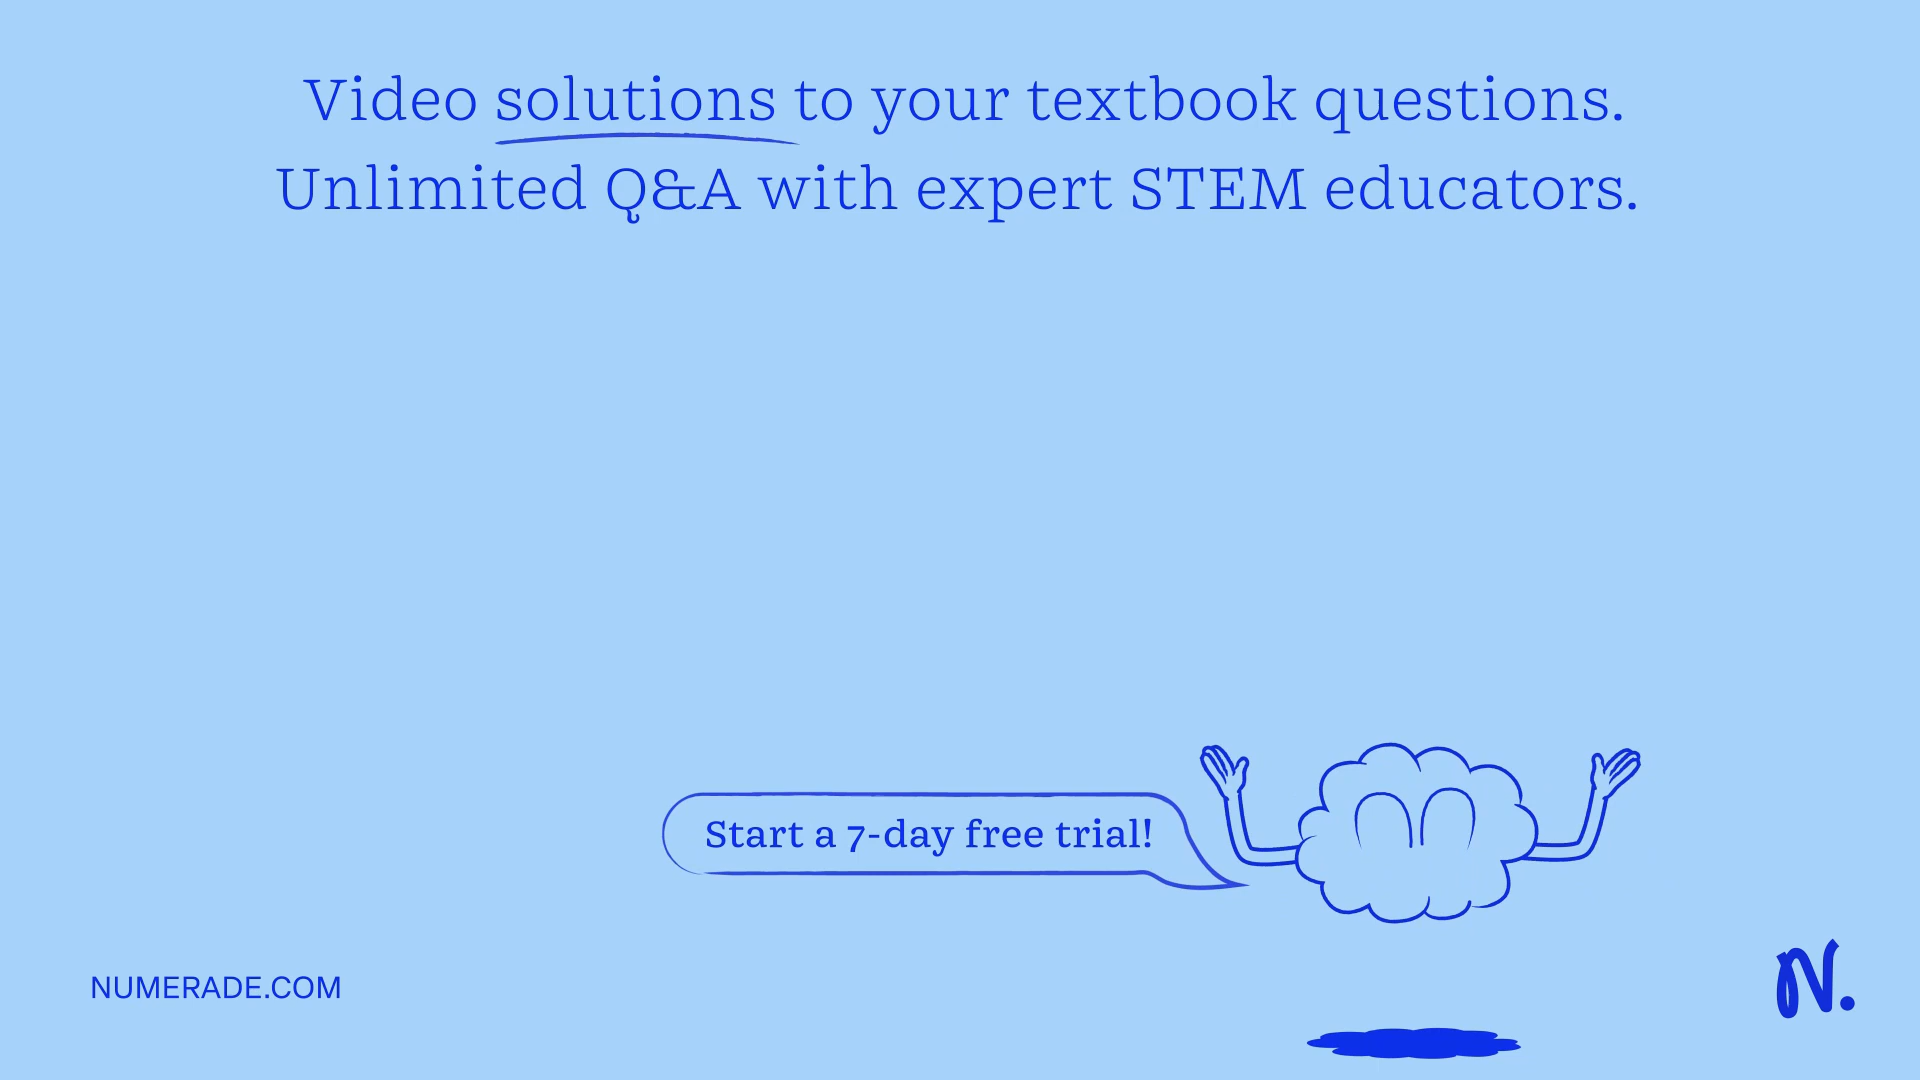 Video solutions to your textbook questions.
Unlimited Q&A with expert STEM educators.
Start a 7-day free trial!
NUMERADE.COM
N.